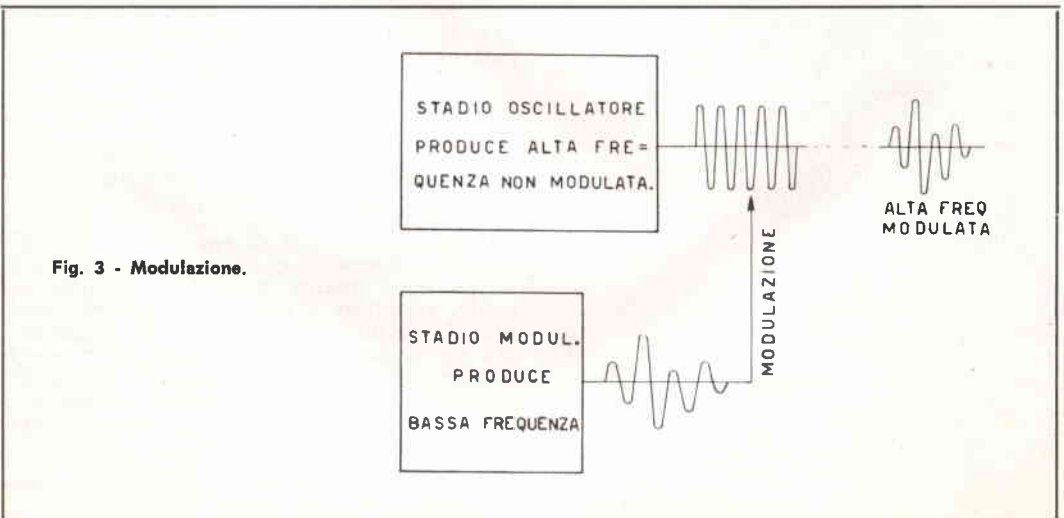 STADIO OSCILLATORE
PRODUCE ALTA FRE=
QUENZA NON MODULATA.
ALTA FREQ
MODULATA
MODULAZIONE
Fig. 3 - Modulazione.
STADIO MODUL.
PRODUCE
BASSA FREQUENZA